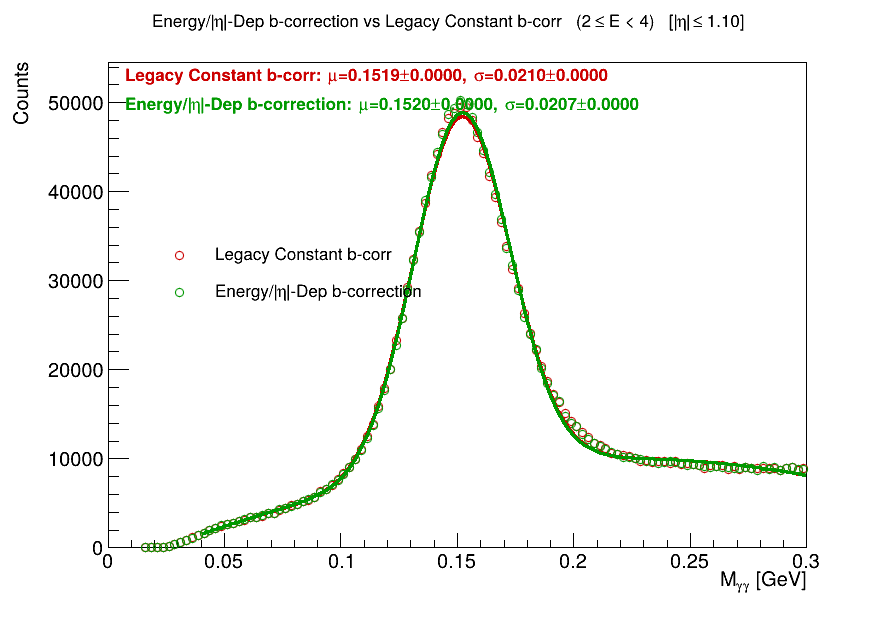 Energy/|η|-Dep b-correction vs Legacy Constant b-corr (2 ≤ E < 4) [|η| ≤ 1.10]
Counts
Legacy Constant b-corr: μ=0.1519±0.0000, σ=0.0210±0.0000
Energy/|η|-Dep b-correction: μ=0.1520±0.0000, σ=0.0207±0.0000
50000
40000
30000
20000
10000
0
Legacy Constant b-corr
Energy/|η|-Dep b-correction
0 0.05 0.1 0.15 0.2 0.25 0.3
Mγγ [GeV]